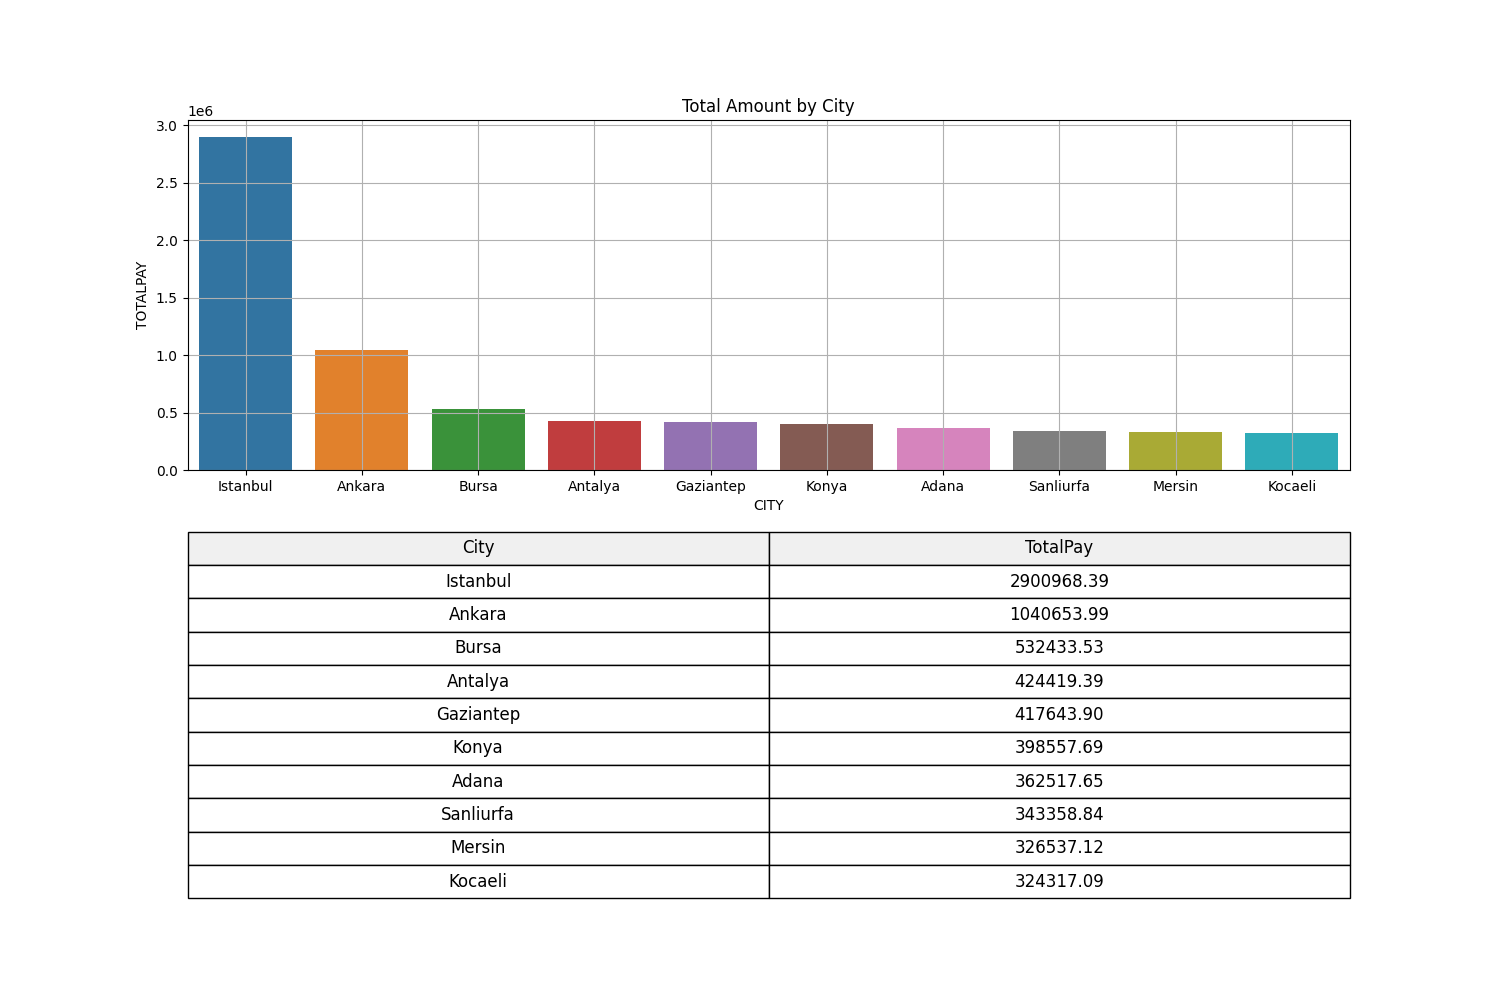 Total Amount by City
1e6
3.0
2.5
2.0
1.5
1.0
0.5
0.0
TOTALPAY
Istanbul Ankara Bursa Antalya Gaziantep Konya Adana Sanliurfa Mersin Kocaeli
CITY
City TotalPay
Istanbul 2900968.39
Ankara 1040653.99
Bursa 532433.53
Antalya 424419.39
Gaziantep 417643.90
Konya 398557.69
Adana 362517.65
Sanliurfa 343358.84
Mersin 326537.12
Kocaeli 324317.09